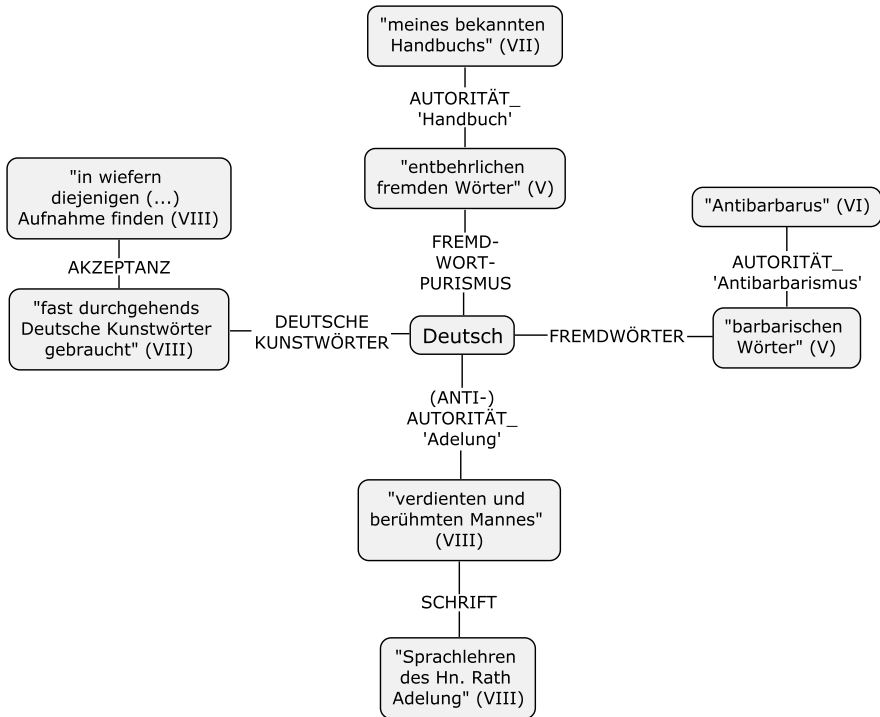 "meines bekannten
Handbuchs" (VII)
AUTORITÄT_
'Handbuch'
"entbehrlichen
fremden Wörter" (V)
"in wiefern
diejenigen (...)
Aufnahme finden (VIII)
"Antibarbarus" (VI)
FREMD-
WORT-
PURISMUS
AKZEPTANZ
AUTORITÄT_
'Antibarbarismus'
"fast durchgehends
Deutsche Kunstwörter
gebraucht" (VIII)
DEUTSCHE
KUNSTWÖRTER
Deutsch
FREMDWÖRTER
"barbarischen
Wörter" (V)
(ANTI-)
AUTORITÄT_
'Adelung'
"verdienten und
berühmten Mannes"
(VIII)
SCHRIFT
"Sprachlehren
des Hn. Rath
Adelung" (VIII)